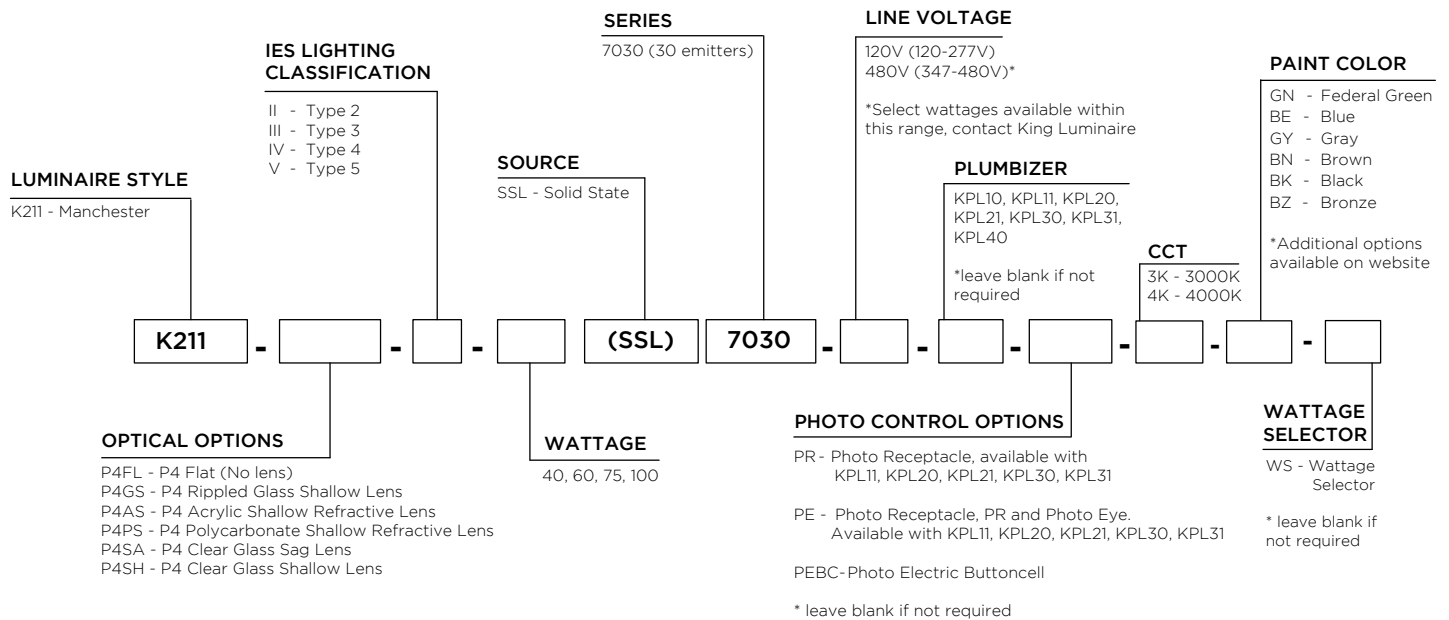 LUMINAIRE STYLE
K211 - Manchester
IES LIGHTING
CLASSIFICATION
II - Type 2
III - Type 3
IV - Type 4
V - Type 5
SOURCE
SSL - Solid State
SERIES
7030 (30 emitters)
LINE VOLTAGE
120V (120-277V)
480V (347-480V)*
*Select wattages available within
this range, contact King Luminaire
PLUMBIZER
KPL10, KPL11, KPL20,
KPL21, KPL30, KPL31,
KPL40
*leave blank if not
required
CCT
3K - 3000K
4K - 4000K
PAINT COLOR
GN - Federal Green
BE - Blue
GY - Gray
BN - Brown
BK - Black
BZ - Bronze
*Additional options
available on website
K211 - - - (SSL) 7030 - - - - -
OPTICAL OPTIONS
P4FL - P4 Flat (No lens)
P4GS - P4 Rippled Glass Shallow Lens
P4AS - P4 Acrylic Shallow Refractive Lens
P4PS - P4 Polycarbonate Shallow Refractive Lens
P4SA - P4 Clear Glass Sag Lens
P4SH - P4 Clear Glass Shallow Lens
WATTAGE
40, 60, 75, 100
PHOTO CONTROL OPTIONS
PR - Photo Receptacle, available with
KPL11, KPL20, KPL21, KPL30, KPL31
PE - Photo Receptacle, PR and Photo Eye.
Available with KPL11, KPL20, KPL21, KPL30, KPL31
PEBC-Photo Electric Buttoncell
* leave blank if not required
WATTAGE
SELECTOR
WS - Wattage
Selector
* leave blank if
not required